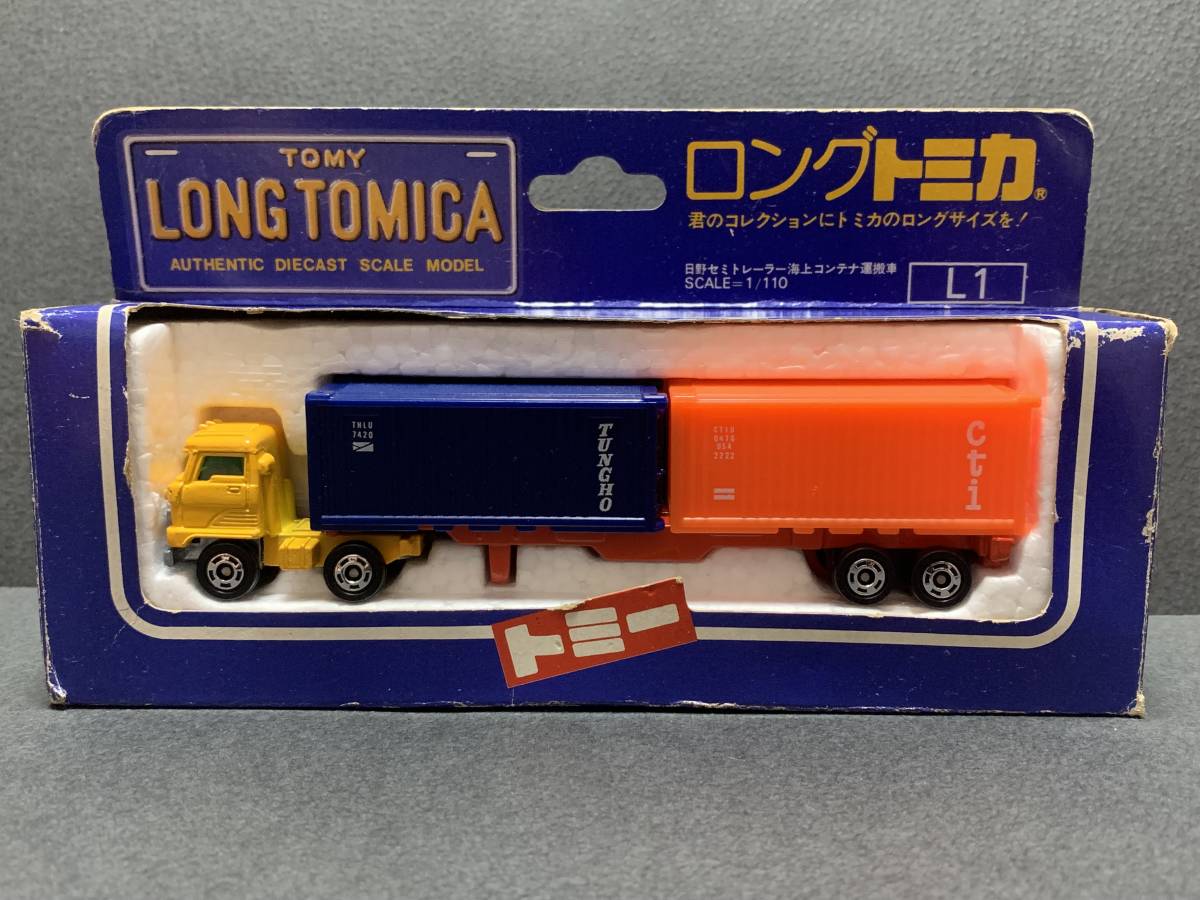 TOMY
LONG TOMICA
AUTHENTIC DIECAST SCALE MODEL
ロングトミカ®
君のコレクションにトミカのロングサイズを!
日野セミトレーラー海上コンテナ運搬車
SCALE=1/110
L1
TNLU
7420
TUNGHO
CTIU
0476
USA
2222
cti
トミー